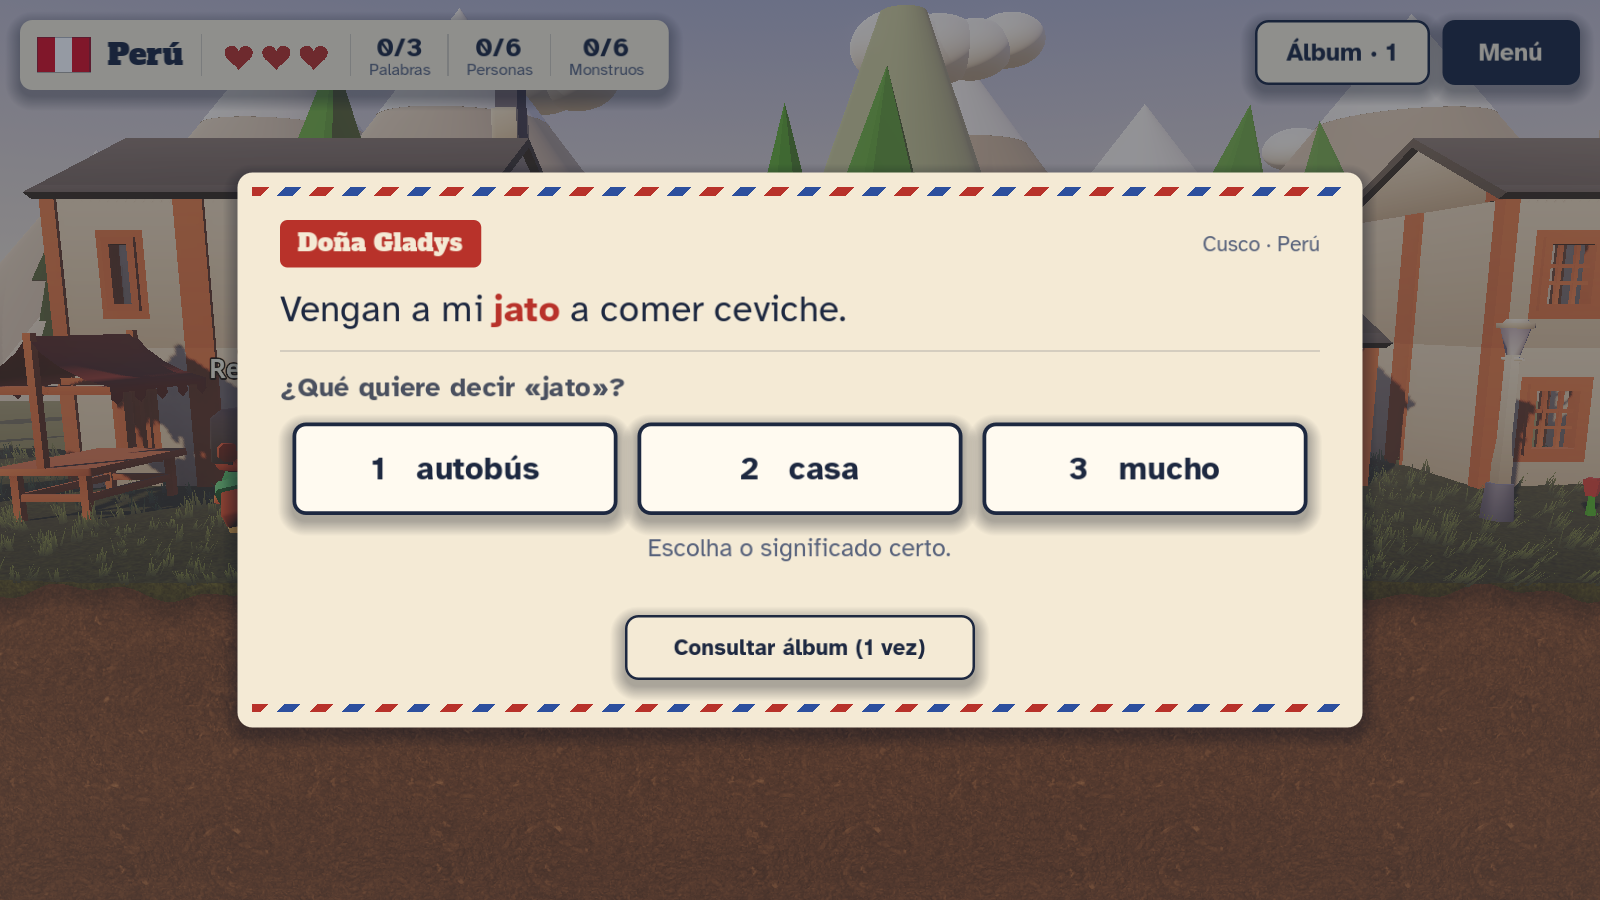 Perú
0/3
Palabras
0/6
Personas
0/6
Monstruos
Álbum · 1
Menú
Doña Gladys
Cusco · Perú
Vengan a mi jato a comer ceviche.
¿Qué quiere decir «jato»?
1 autobús
2 casa
3 mucho
Escolha o significado certo.
Consultar álbum (1 vez)
Re